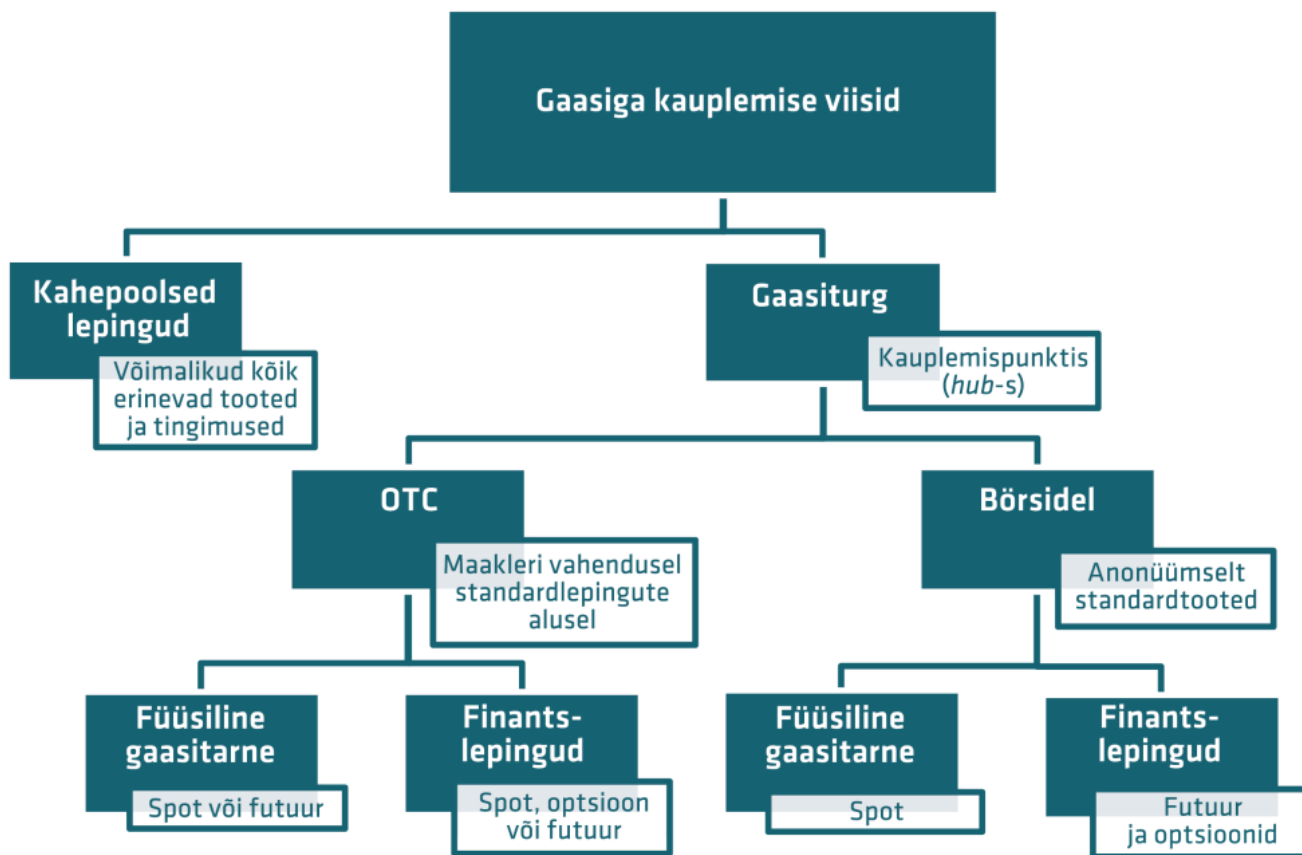 Gaasiga kauplemise viisid
Kahepoolsed
lepingud
Võimalikud kõik
erinevad tooted
ja tingimused
Gaasiturg
Kauplemispunktis
(hub-s)
OTC
Maakleri vahendusel
standardlepingute
alusel
Börsidel
Anonüümselt
standardtooted
Füüsiline
gaasitarne
Spot või futuur
Finants-
lepingud
Spot, optsioon
või futuur
Füüsiline
gaasitarne
Spot
Finants-
lepingud
Futuur
ja optsioonid